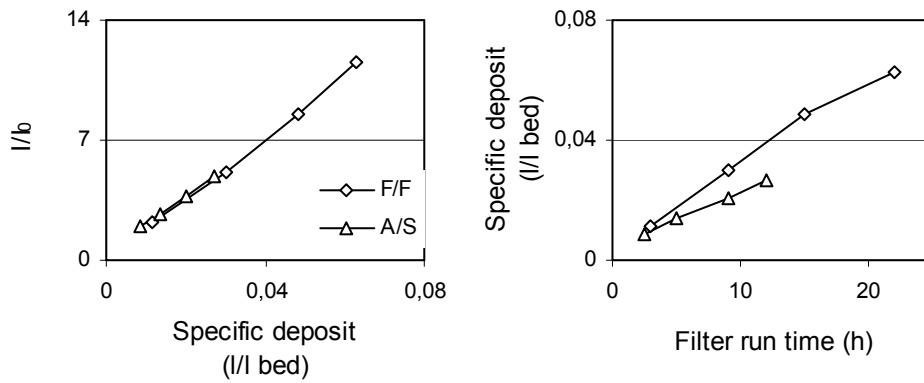 14
7
0
I/I0
0
0,04
0,08
Specific deposit
(l/l bed)
F/F
A/S
0,08
0,04
0
Specific deposit
(l/l bed)
0
10
20
Filter run time (h)